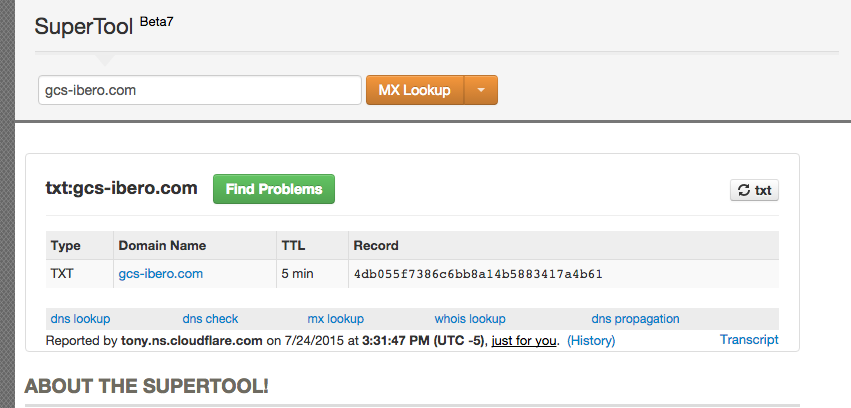 SuperTool Beta7
gcs-ibero.com MX Lookup
txt:gcs-ibero.com Find Problems txt
Type Domain Name TTL Record
TXT gcs-ibero.com 5 min 4db055f7386c6bb8a14b5883417a4b61
dns lookup dns check mx lookup whois lookup dns propagation
Reported by tony.ns.cloudflare.com on 7/24/2015 at 3:31:47 PM (UTC -5), just for you. (History) Transcript
ABOUT THE SUPERTOOL!